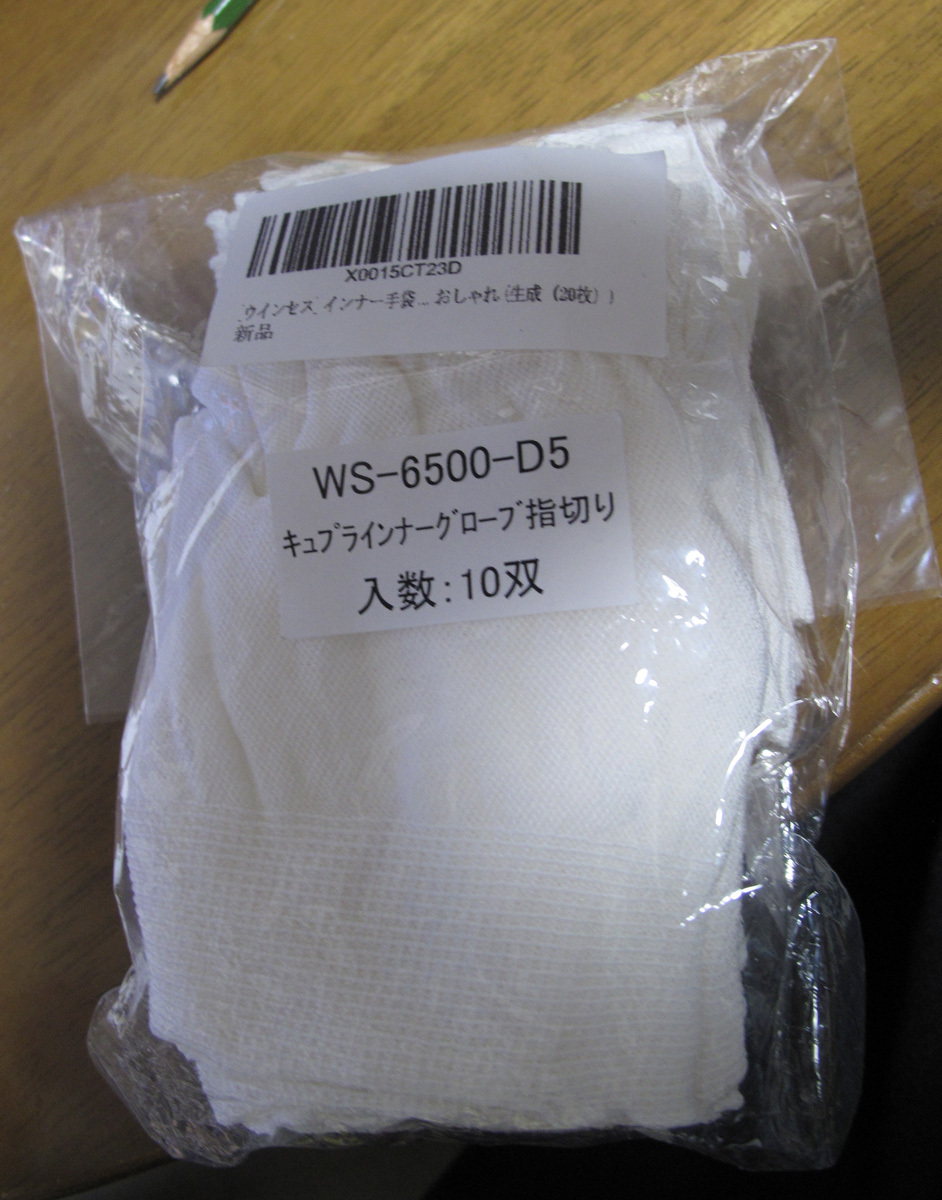 X0015CT23D
[ウインセス] インナー手袋... おしゃれ (生成 (20枚) )
新品
WS-6500-D5
キュプラインナーグローブ指切り
入数:10双